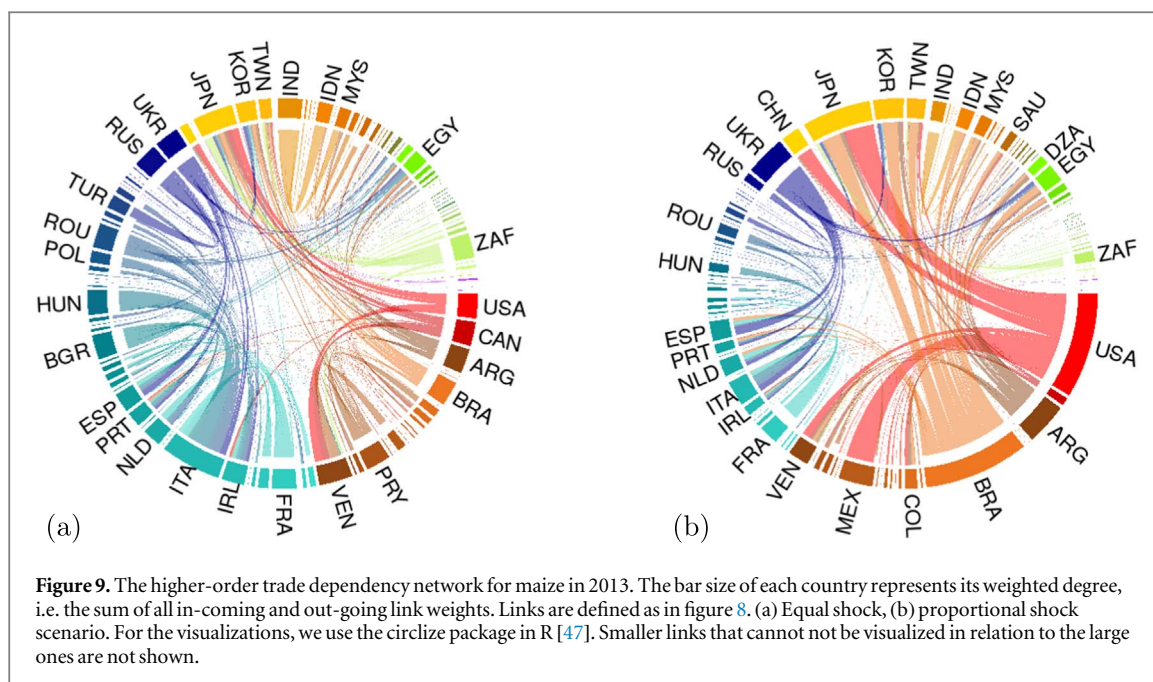 IND
IDN
MYS
EGY
ZAF
USA
CAN
ARG
BRA
PRY
VEN
FRA
IRL
ITA
NLD
PRT
ESP
BGR
HUN
POL
ROU
TUR
RUS
UKR
JPN
KOR
TWN
(a)
IND
IDN
MYS
SAU
DZA
EGY
ZAF
USA
ARG
BRA
COL
MEX
VEN
FRA
IRL
ITA
NLD
PRT
ESP
HUN
ROU
RUS
UKR
CHN
JPN
KOR
TWN
(b)
Figure 9. The higher-order trade dependency network for maize in 2013. The bar size of each country represents its weighted degree,
i.e. the sum of all in-coming and out-going link weights. Links are defined as in figure 8. (a) Equal shock, (b) proportional shock
scenario. For the visualizations, we use the circlize package in R [47]. Smaller links that cannot not be visualized in relation to the large
ones are not shown.